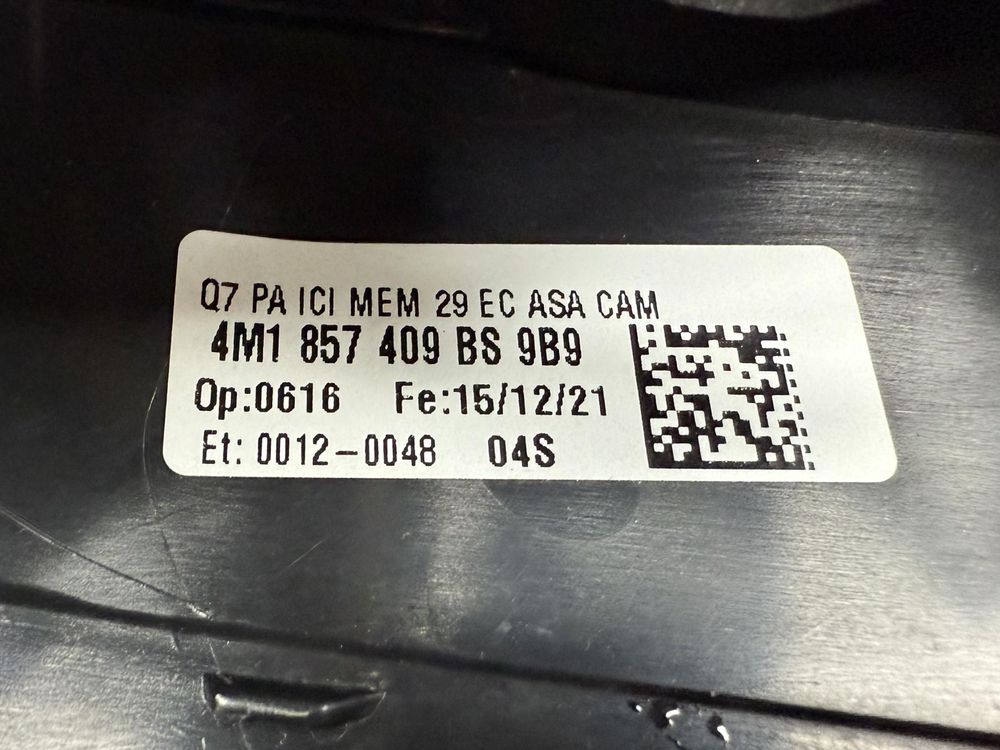 Q7 PA ICI MEM 29 EC ASA CAM
4M1 857 409 BS 9B9
Op:0616 Fe:15/12/21
Et: 0012-0048 04S